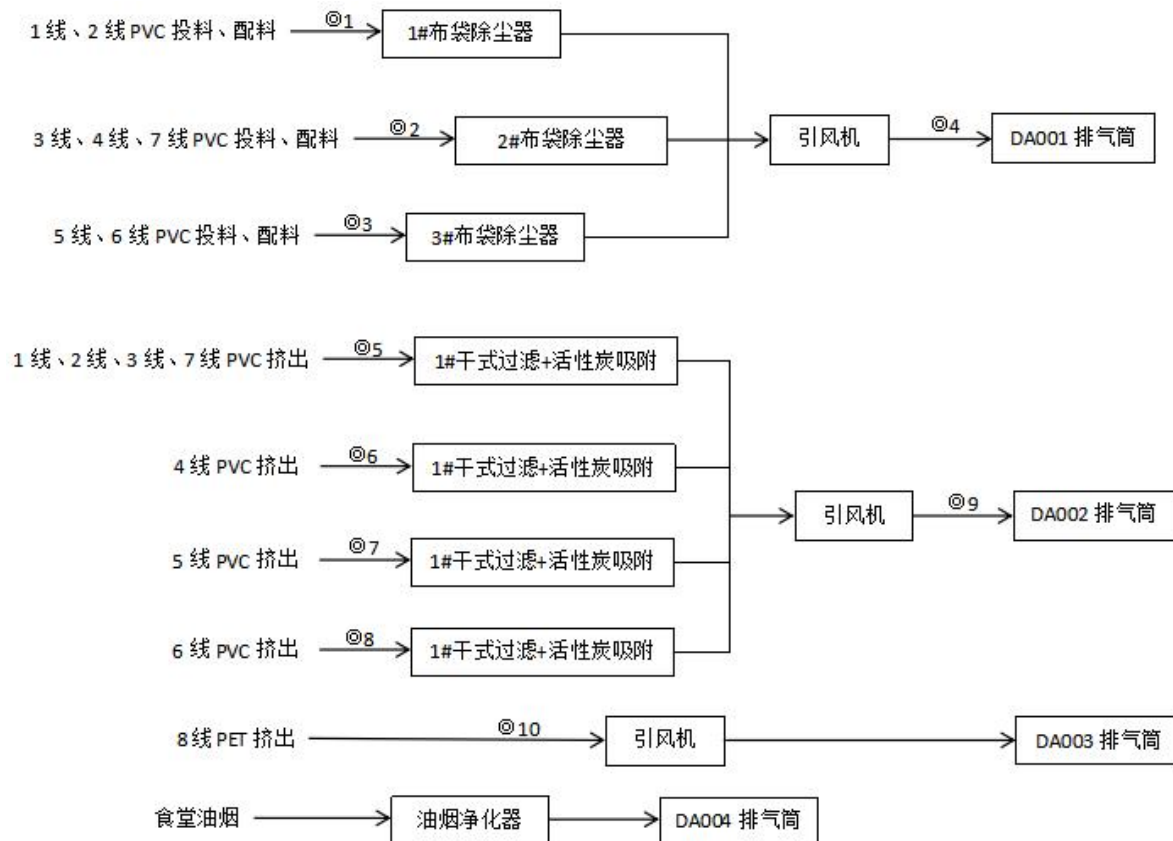 1线、2线PVC投料、配料 ◎1 1#布袋除尘器
3线、4线、7线PVC投料、配料 ◎2 2#布袋除尘器 引风机 ◎4 DA001排气筒
5线、6线PVC投料、配料 ◎3 3#布袋除尘器
1线、2线、3线、7线PVC挤出 ◎5 1#干式过滤+活性炭吸附
4线PVC挤出 ◎6 1#干式过滤+活性炭吸附
引风机 ◎9 DA002排气筒
5线PVC挤出 ◎7 1#干式过滤+活性炭吸附
6线PVC挤出 ◎8 1#干式过滤+活性炭吸附
8线PET挤出 ◎10 引风机 DA003排气筒
食堂油烟 油烟净化器 DA004排气筒